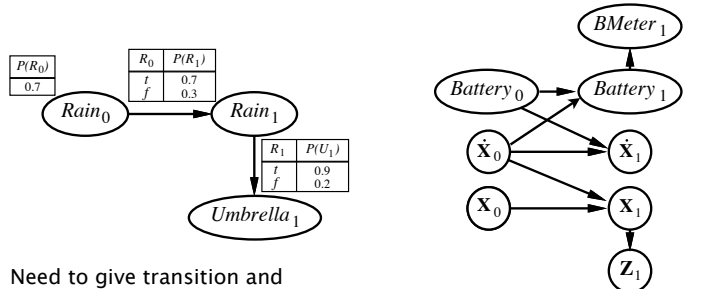 P(R₀)
0.7
R₀ P(R₁)
t 0.7
f 0.3
Rain₀
Rain₁
R₁ P(U₁)
t 0.9
f 0.2
Umbrella₁
Need to give transition and
BMeter₁
Battery₀
Battery₁
Ẋ₀
Ẋ₁
X₀
X₁
Z₁